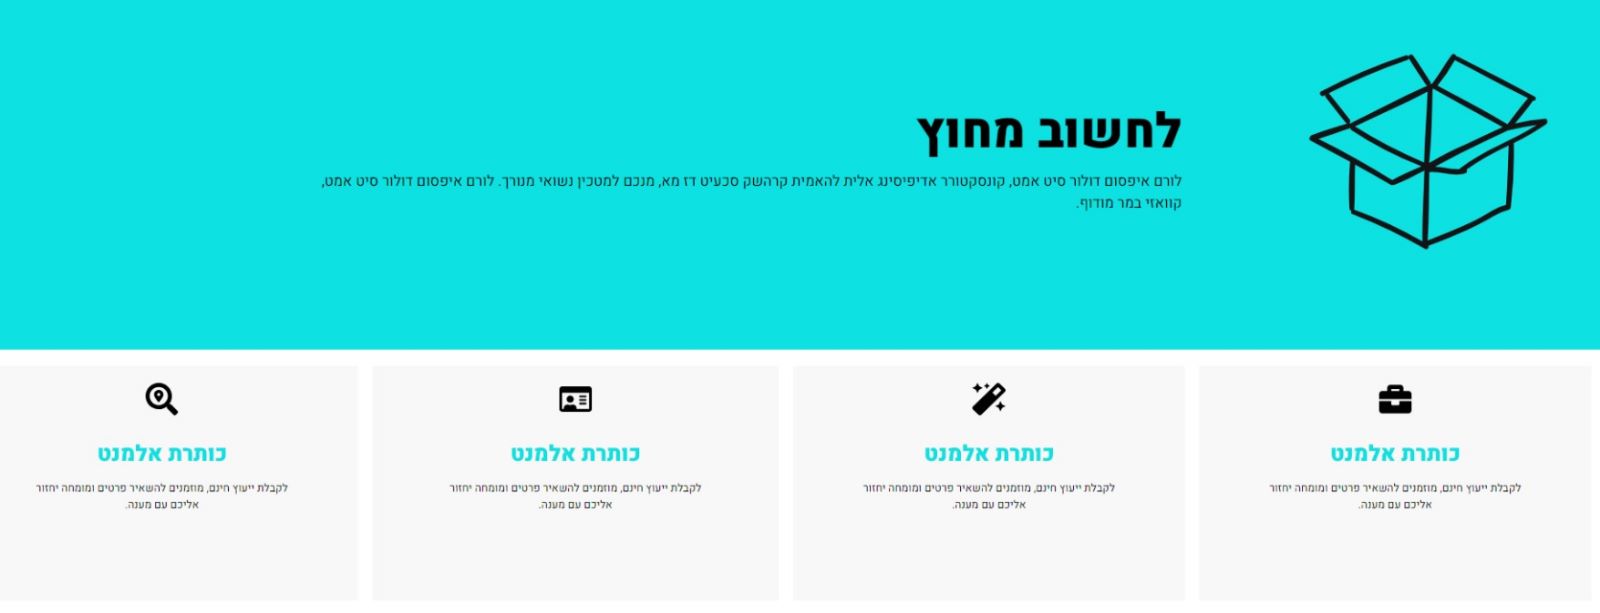 לחשוב מחוץ
לורם איפסום דולור סיט אמט, קונסקטורר אדיפיסינג אלית להאמית קרהשק סכעיט דז מא, מנכם למטכין נשואי מנורך. לורם איפסום דולור סיט אמט,
קוואזי במר מודוף.
כותרת אלמנט
לקבלת ייעוץ חינם, מוזמנים להשאיר פרטים ומומחה יחזור
אליכם עם מענה.
כותרת אלמנט
לקבלת ייעוץ חינם, מוזמנים להשאיר פרטים ומומחה יחזור
אליכם עם מענה.
כותרת אלמנט
לקבלת ייעוץ חינם, מוזמנים להשאיר פרטים ומומחה יחזור
אליכם עם מענה.
כותרת אלמנט
לקבלת ייעוץ חינם, מוזמנים להשאיר פרטים ומומחה יחזור
אליכם עם מענה.